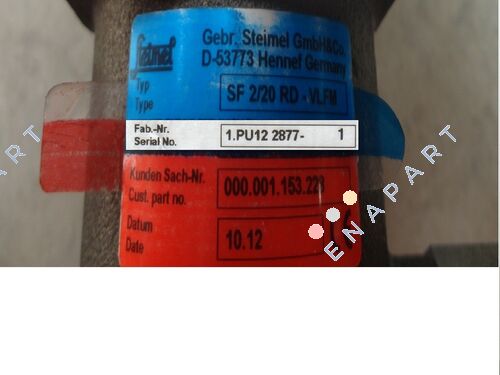 Steimel
Gebr. Steimel GmbH&Co.
D-53773 Hennef Germany
Typ
Type
SF 2/20 RD -VLFM
Fab.-Nr.
Serial No.
1.PU12 2877- 1
Kunden Sach-Nr.
Cust. part no.
000.001.153.223
Datum
Date
10.12
CE
ENAPART
ENAPART